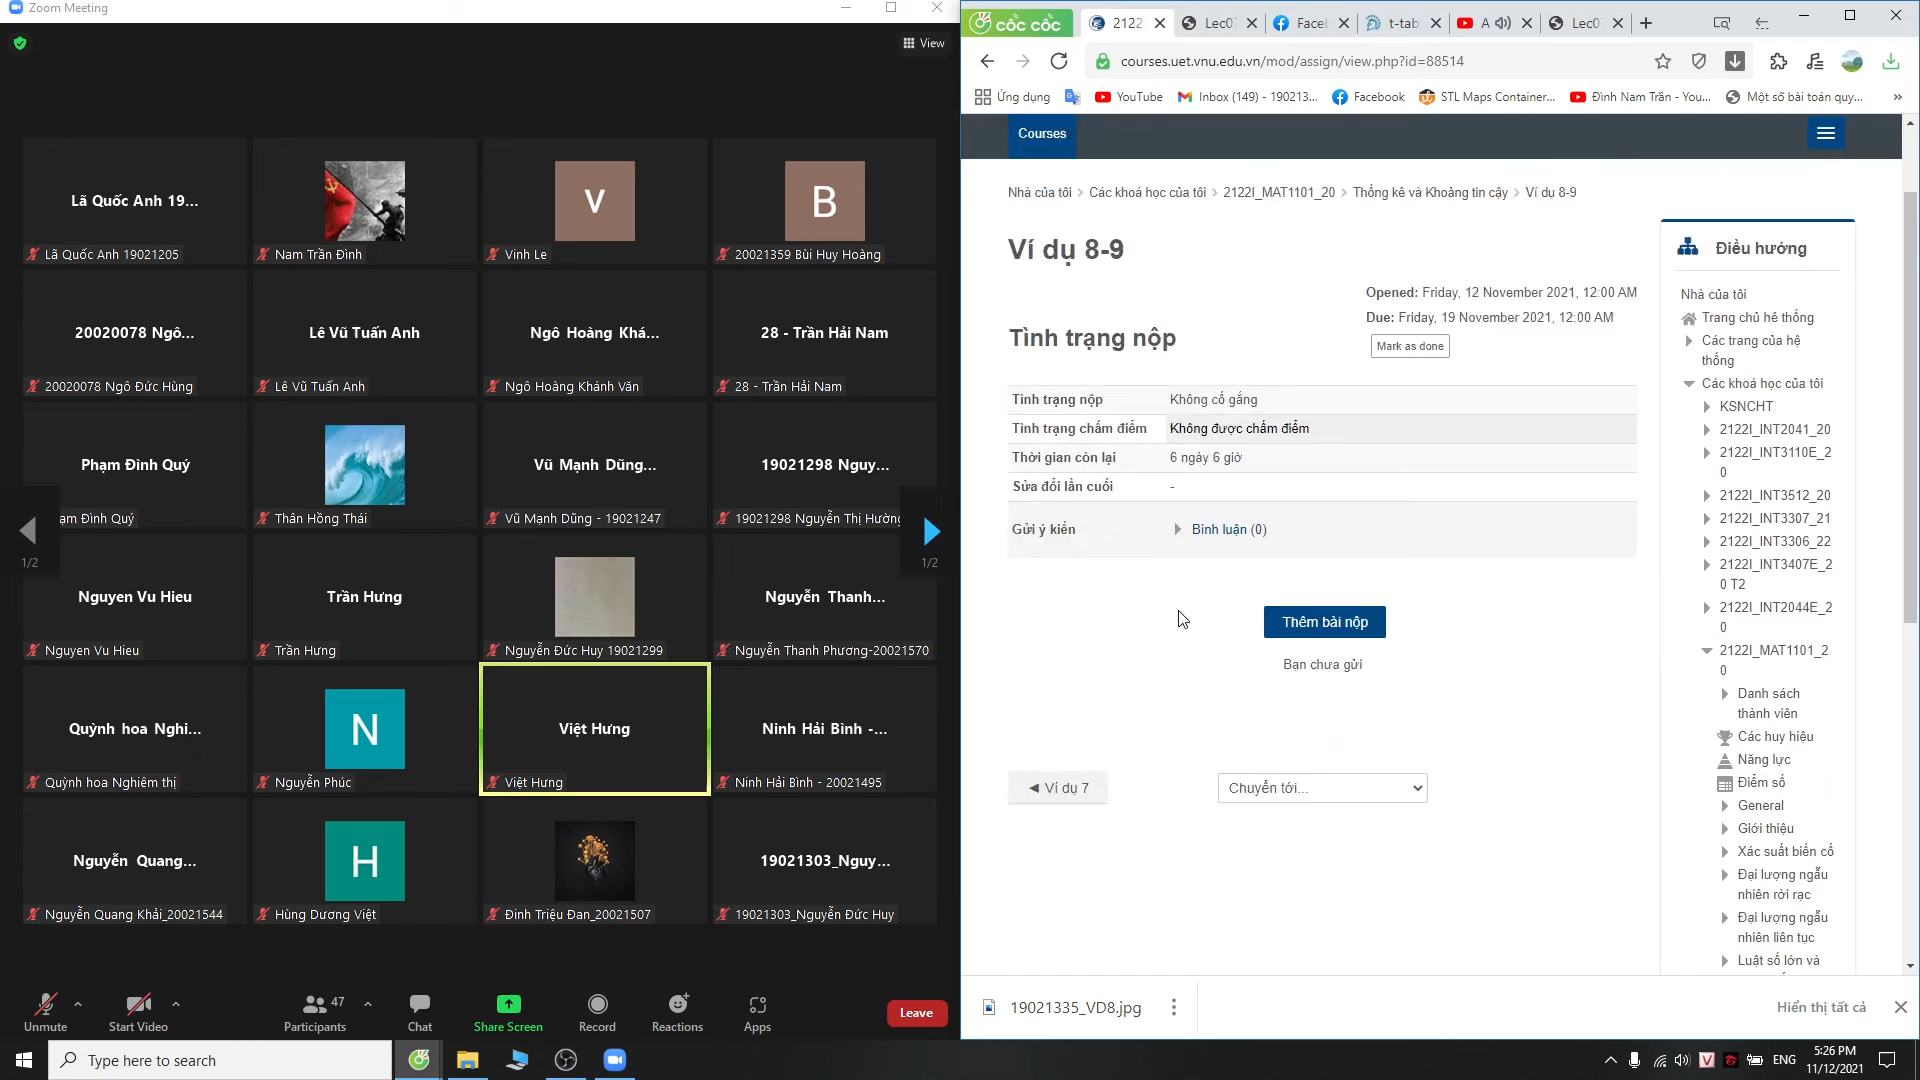 Zoom Meeting
View
Lã Quốc Anh 19...
Lã Quốc Anh 19021205
Nam Trần Đình
V
Vinh Le
B
20021359 Bùi Huy Hoàng
20020078 Ngô...
20020078 Ngô Đức Hùng
Lê Vũ Tuấn Anh
Lê Vũ Tuấn Anh
Ngô Hoàng Khá...
Ngô Hoàng Khánh Văn
28 - Trần Hải Nam
28 - Trần Hải Nam
Phạm Đình Quý
ạm Đình Quý
Thân Hồng Thái
Vũ Mạnh Dũng...
Vũ Mạnh Dũng - 19021247
19021298 Nguy...
19021298 Nguyễn Thị Hường
1/2
1/2
Nguyen Vu Hieu
Nguyen Vu Hieu
Trần Hưng
Trần Hưng
Nguyễn Đức Huy 19021299
Nguyễn Thanh...
Nguyễn Thanh Phương-20021570
Quỳnh hoa Nghi...
Quỳnh hoa Nghiêm thị
N
Nguyễn Phúc
Việt Hưng
Việt Hưng
Ninh Hải Bình -...
Ninh Hải Bình - 20021495
Nguyễn Quang...
Nguyễn Quang Khải_20021544
H
Hùng Dương Việt
Đinh Triệu Đan_20021507
19021303_Nguy...
19021303_Nguyễn Đức Huy
Unmute
Start Video
47
Participants
Chat
Share Screen
Record
Reactions
Apps
Leave
cốc cốc
2122
Lec0
Facel
t-tab
A
Lec0
courses.uet.vnu.edu.vn/mod/assign/view.php?id=88514
Ứng dụng
YouTube
Inbox (149) - 190213...
Facebook
STL Maps Container...
Đình Nam Trần - You...
Một số bài toán quy...
»
Courses
Nhà của tôi > Các khoá học của tôi > 2122I_MAT1101_20 > Thống kê và Khoảng tin cậy > Ví dụ 8-9
Ví dụ 8-9
Opened: Friday, 12 November 2021, 12:00 AM
Due: Friday, 19 November 2021, 12:00 AM
Mark as done
Tình trạng nộp
Tình trạng nộp Không cố gắng
Tình trạng chấm điểm Không được chấm điểm
Thời gian còn lại 6 ngày 6 giờ
Sửa đổi lần cuối -
Gửi ý kiến Bình luận (0)
Thêm bài nộp
Bạn chưa gửi
◄ Ví dụ 7
Chuyển tới...
Điều hướng
Nhà của tôi
Trang chủ hệ thống
Các trang của hệ
thống
Các khoá học của tôi
KSNCHT
2122I_INT2041_20
2122I_INT3110E_2
0
2122I_INT3512_20
2122I_INT3307_21
2122I_INT3306_22
2122I_INT3407E_2
0 T2
2122I_INT2044E_2
0
2122I_MAT1101_2
0
Danh sách
thành viên
Các huy hiệu
Năng lực
Điểm số
General
Giới thiệu
Xác suất biến cố
Đại lượng ngẫu
nhiên rời rạc
Đại lượng ngẫu
nhiên liên tục
Luật số lớn và
19021335_VD8.jpg
Hiển thị tất cả
Type here to search
V
ENG
5:26 PM
11/12/2021